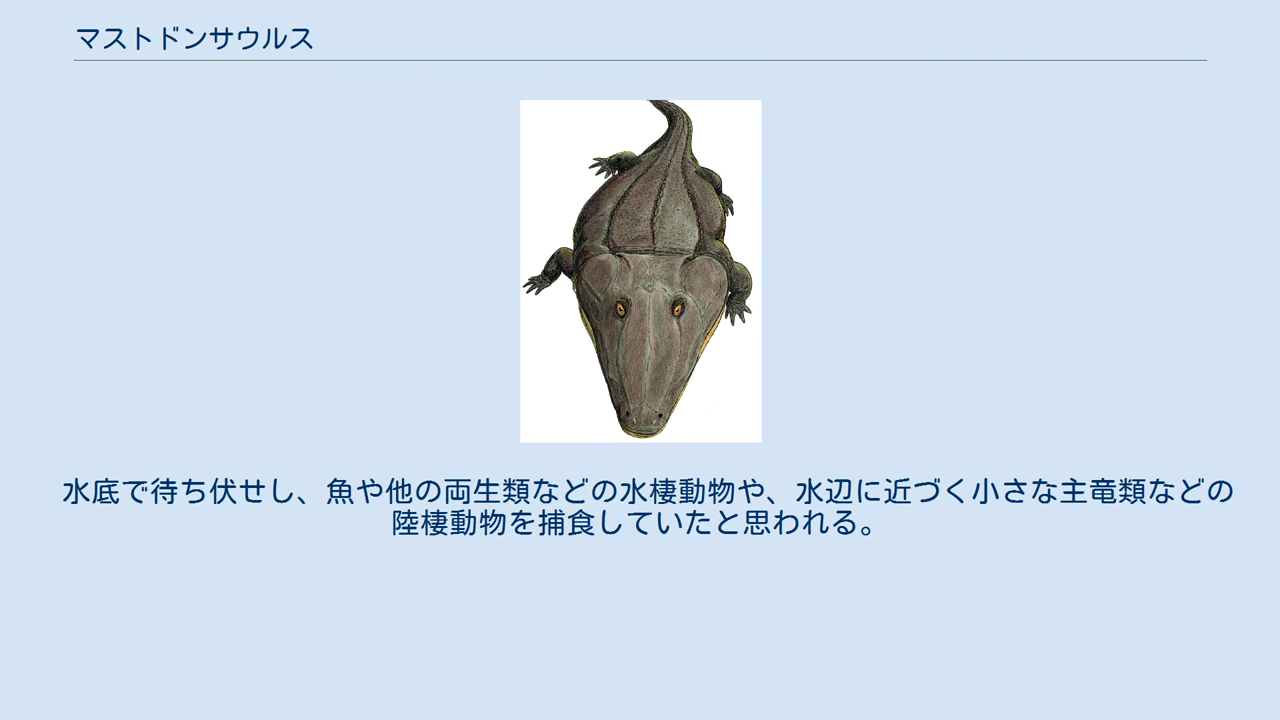 マストドンサウルス
水底で待ち伏せし、魚や他の両生類などの水棲動物や、水辺に近づく小さな主竜類などの
陸棲動物を捕食していたと思われる。